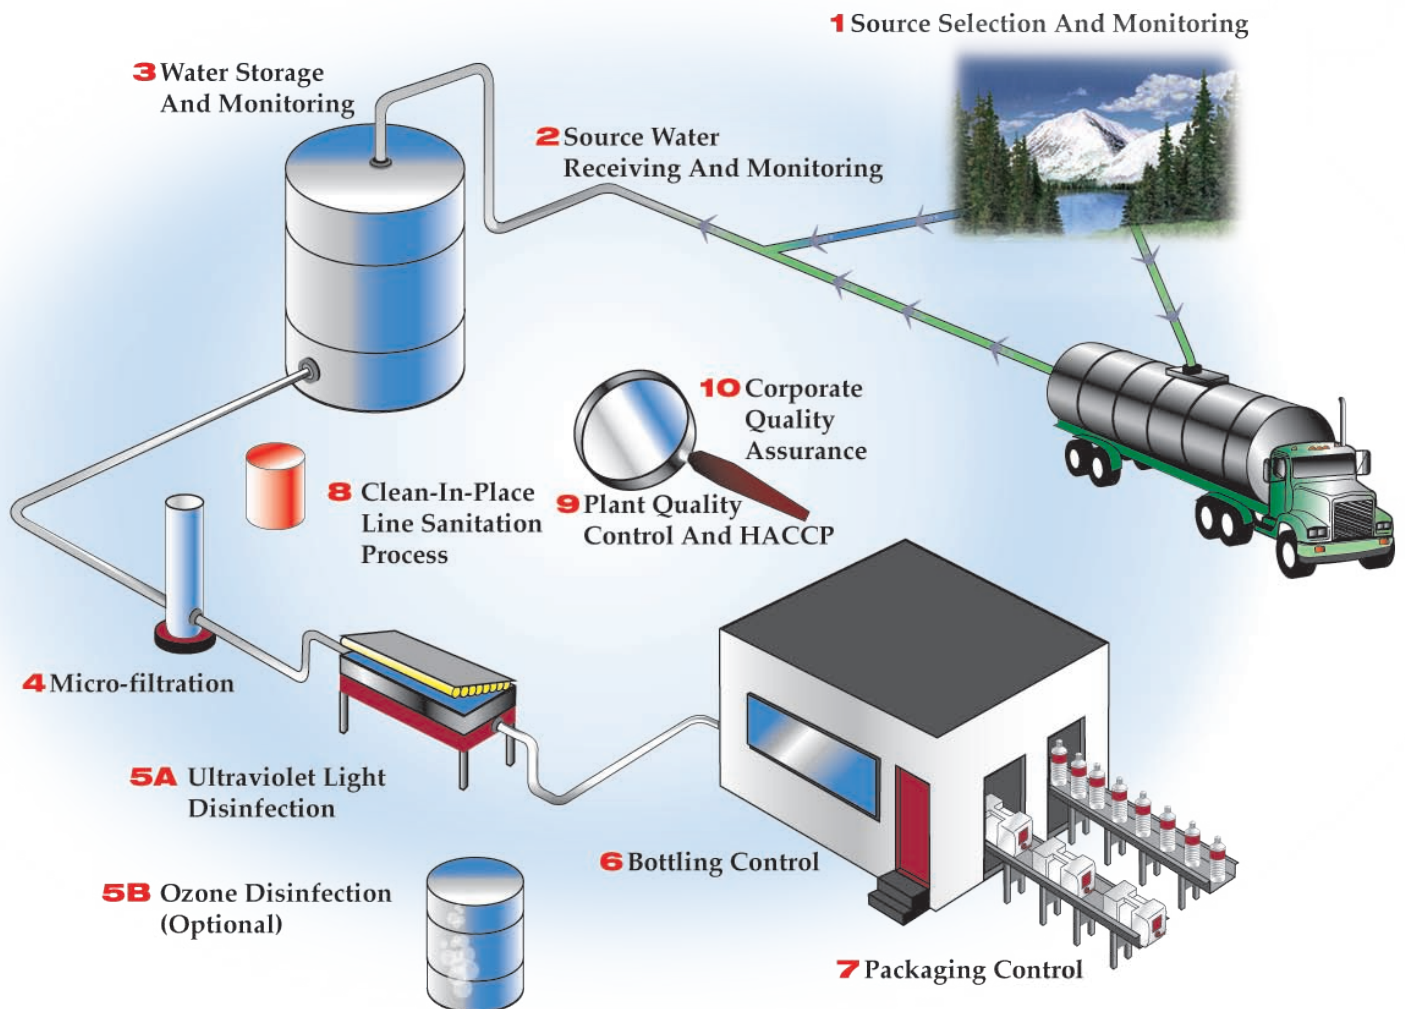 1 Source Selection And Monitoring
2 Source Water
Receiving And Monitoring
3 Water Storage
And Monitoring
4 Micro-filtration
5A Ultraviolet Light
Disinfection
5B Ozone Disinfection
(Optional)
6 Bottling Control
7 Packaging Control
8 Clean-In-Place
Line Sanitation
Process
9 Plant Quality
Control And HACCP
10 Corporate
Quality
Assurance